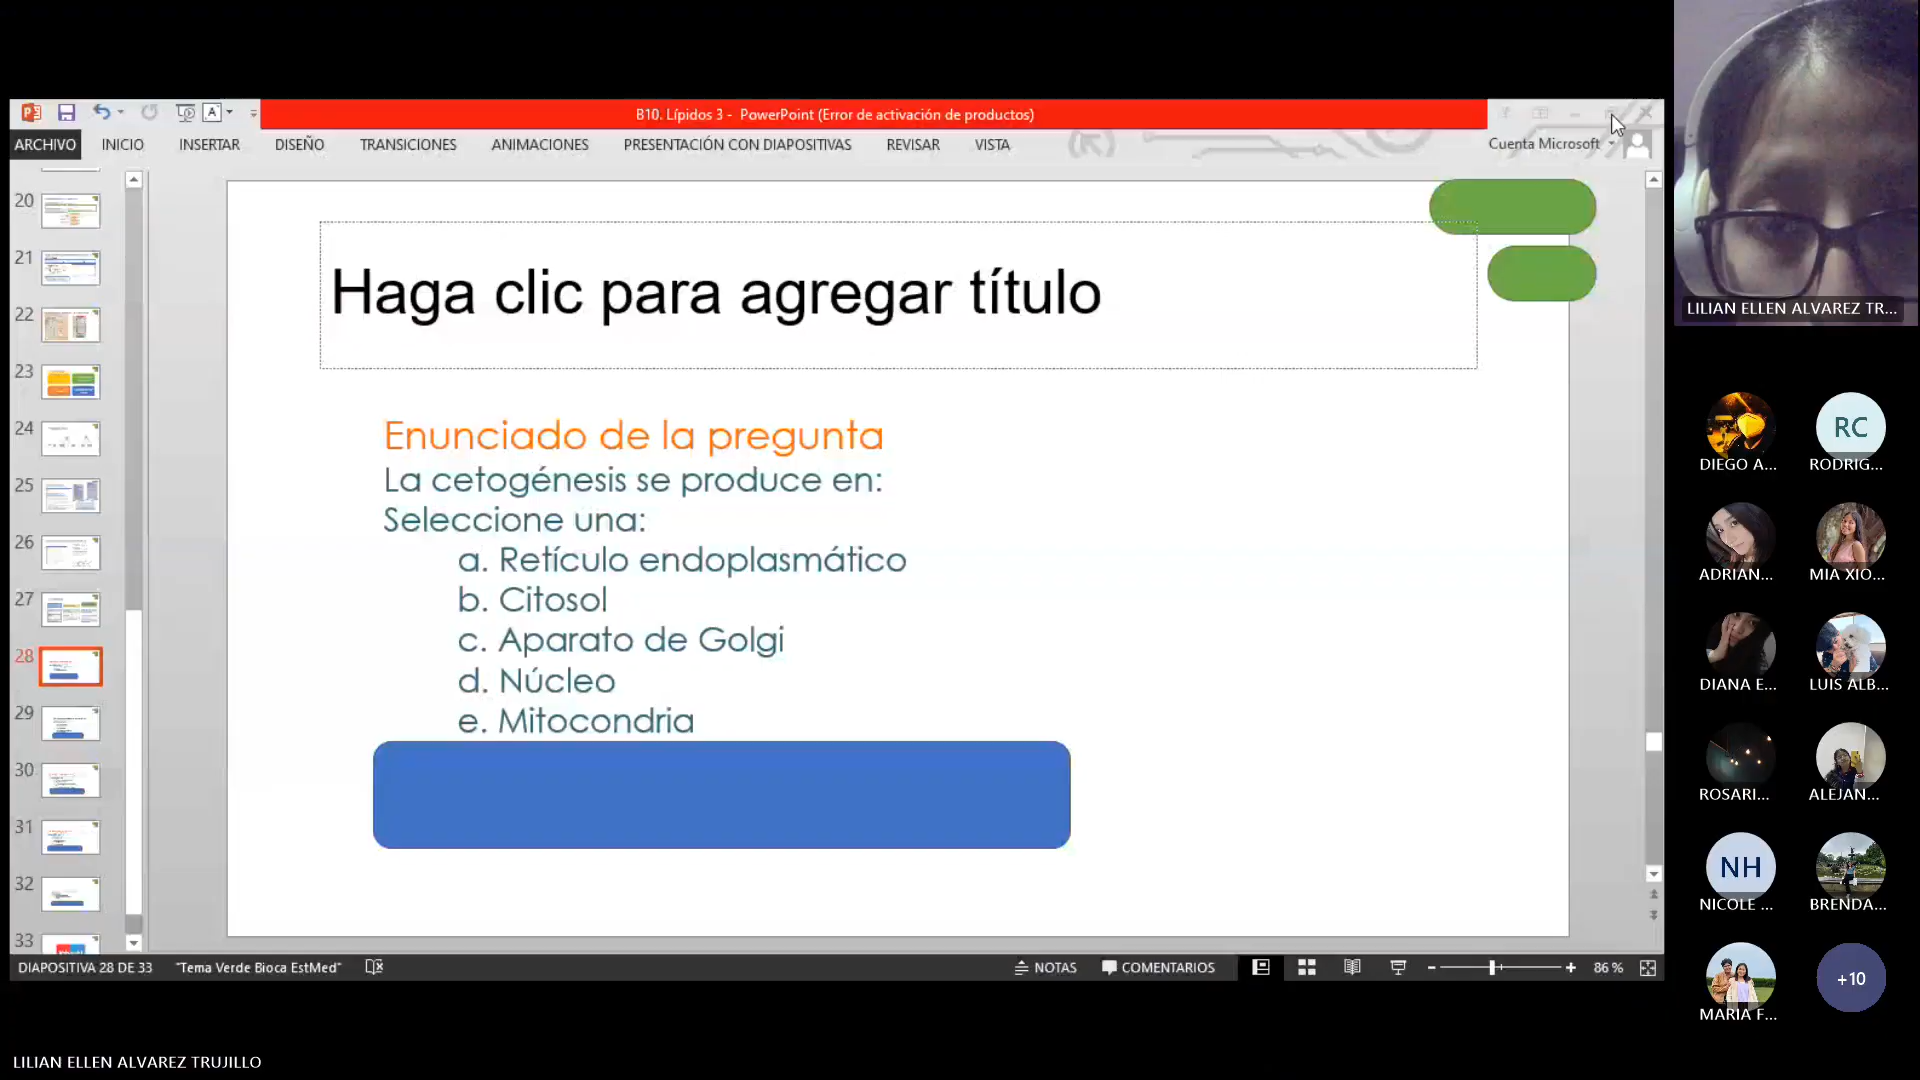 B10. Lípidos 3 - PowerPoint (Error de activación de productos)
ARCHIVO INICIO INSERTAR DISEÑO TRANSICIONES ANIMACIONES PRESENTACIÓN CON DIAPOSITIVAS REVISAR VISTA Cuenta Microsoft
20
21
22
23
24
25
26
27
28
29
30
31
32
33
Haga clic para agregar título
Enunciado de la pregunta
La cetogénesis se produce en:
Seleccione una:
a. Retículo endoplasmático
b. Citosol
c. Aparato de Golgi
d. Núcleo
e. Mitocondria
DIAPOSITIVA 28 DE 33 "Tema Verde Bioca EstMed" NOTAS COMENTARIOS 86 %
LILIAN ELLEN ALVAREZ TR...
RC
DIEGO A... RODRIG...
ADRIAN... MIA XIO...
DIANA E... LUIS ALB...
ROSARI... ALEJAN...
NH
NICOLE ... BRENDA...
+10
MARIA F...
LILIAN ELLEN ALVAREZ TRUJILLO